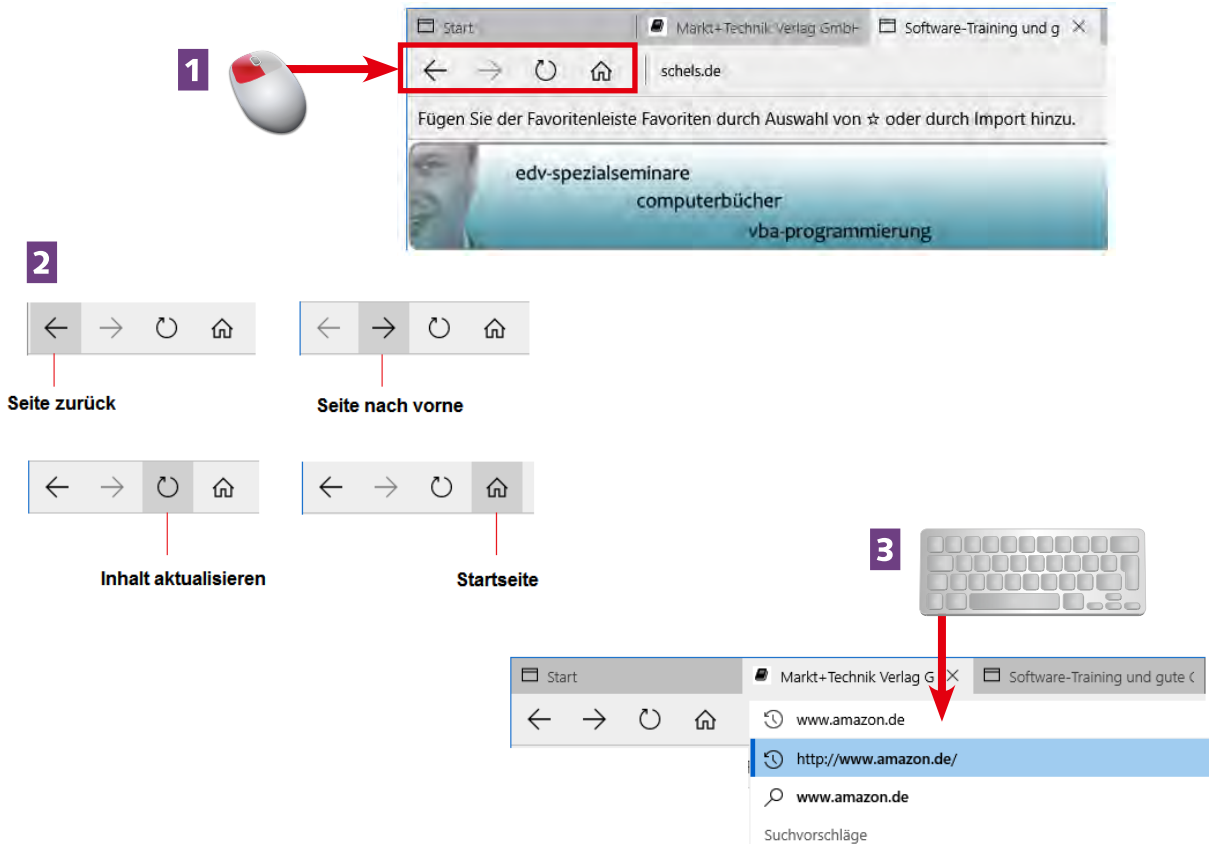 1
Start
Markt+Technik Verlag GmbH
Software-Training und g
schels.de
Fügen Sie der Favoritenleiste Favoriten durch Auswahl von ☆ oder durch Import hinzu.
edv-spezialseminare
computerbücher
vba-programmierung
2
Seite zurück
Seite nach vorne
Inhalt aktualisieren
Startseite
3
Start
Markt+Technik Verlag G
Software-Training und gute
www.amazon.de
http://www.amazon.de/
www.amazon.de
Suchvorschläge